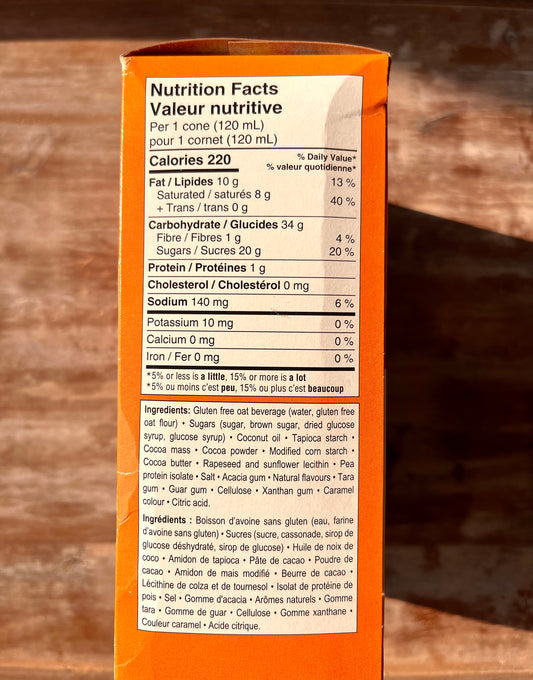 Nutrition Facts
Valeur nutritive
Per 1 cone (120 mL)
pour 1 cornet (120 mL)
Calories 220
% Daily Value*
% valeur quotidienne*
Fat / Lipides 10 g 13 %
Saturated / saturés 8 g
+ Trans / trans 0 g 40 %
Carbohydrate / Glucides 34 g
Fibre / Fibres 1 g 4 %
Sugars / Sucres 20 g 20 %
Protein / Protéines 1 g
Cholesterol / Cholestérol 0 mg
Sodium 140 mg 6 %
Potassium 10 mg 0 %
Calcium 0 mg 0 %
Iron / Fer 0 mg 0 %
*5% or less is a little, 15% or more is a lot
*5% ou moins c'est peu, 15% ou plus c'est beaucoup
Ingredients: Gluten free oat beverage (water, gluten free
oat flour) • Sugars (sugar, brown sugar, dried glucose
syrup, glucose syrup) • Coconut oil • Tapioca starch •
Cocoa mass • Cocoa powder • Modified corn starch •
Cocoa butter • Rapeseed and sunflower lecithin • Pea
protein isolate • Salt • Acacia gum • Natural flavours • Tara
gum • Guar gum • Cellulose • Xanthan gum • Caramel
colour • Citric acid.
Ingrédients : Boisson d'avoine sans gluten (eau, farine
d'avoine sans gluten) • Sucres (sucre, cassonade, sirop de
glucose déshydraté, sirop de glucose) • Huile de noix de
coco • Amidon de tapioca • Pâte de cacao • Poudre de
cacao • Amidon de mais modifié • Beurre de cacao •
Lécithine de colza et de tournesol • Isolat de protéine de
pois • Sel • Gomme d'acacia • Arômes naturels • Gomme
tara • Gomme de guar • Cellulose • Gomme xanthane •
Couleur caramel • Acide citrique.